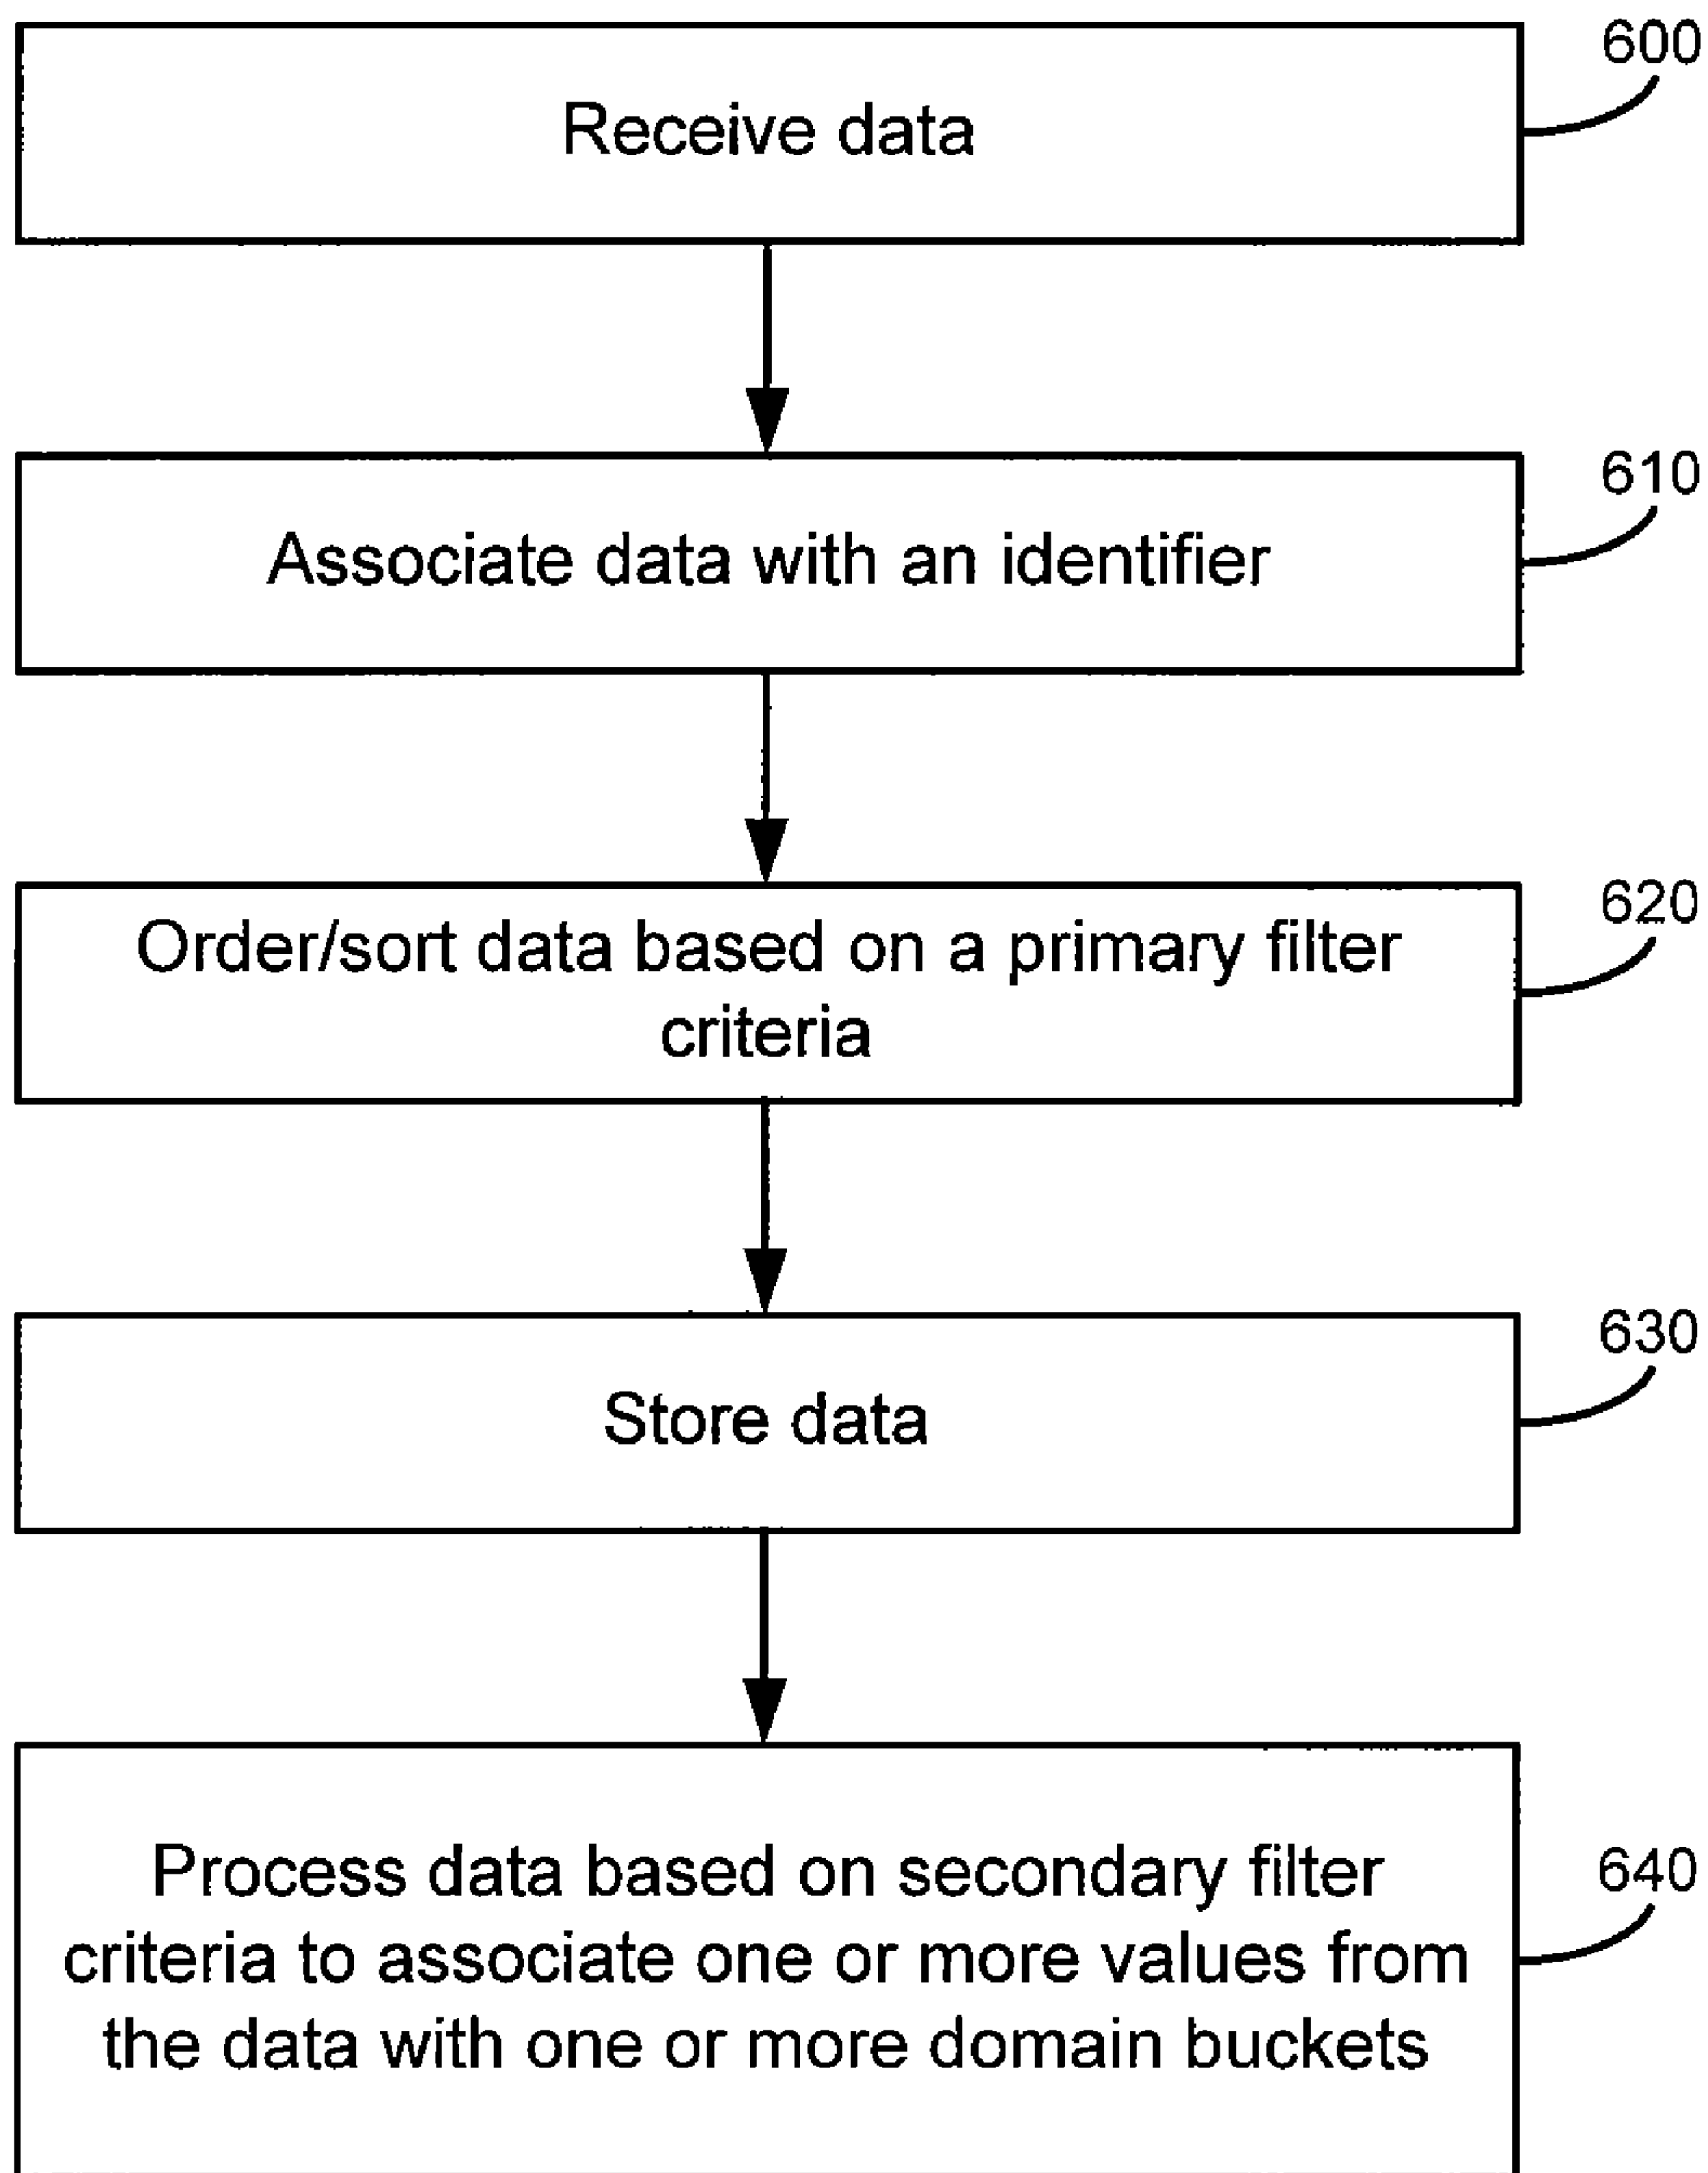 600
Receive data
610
Associate data with an identifier
620
Order/sort data based on a primary filter
criteria
630
Store data
640
Process data based on secondary filter
criteria to associate one or more values from
the data with one or more domain buckets